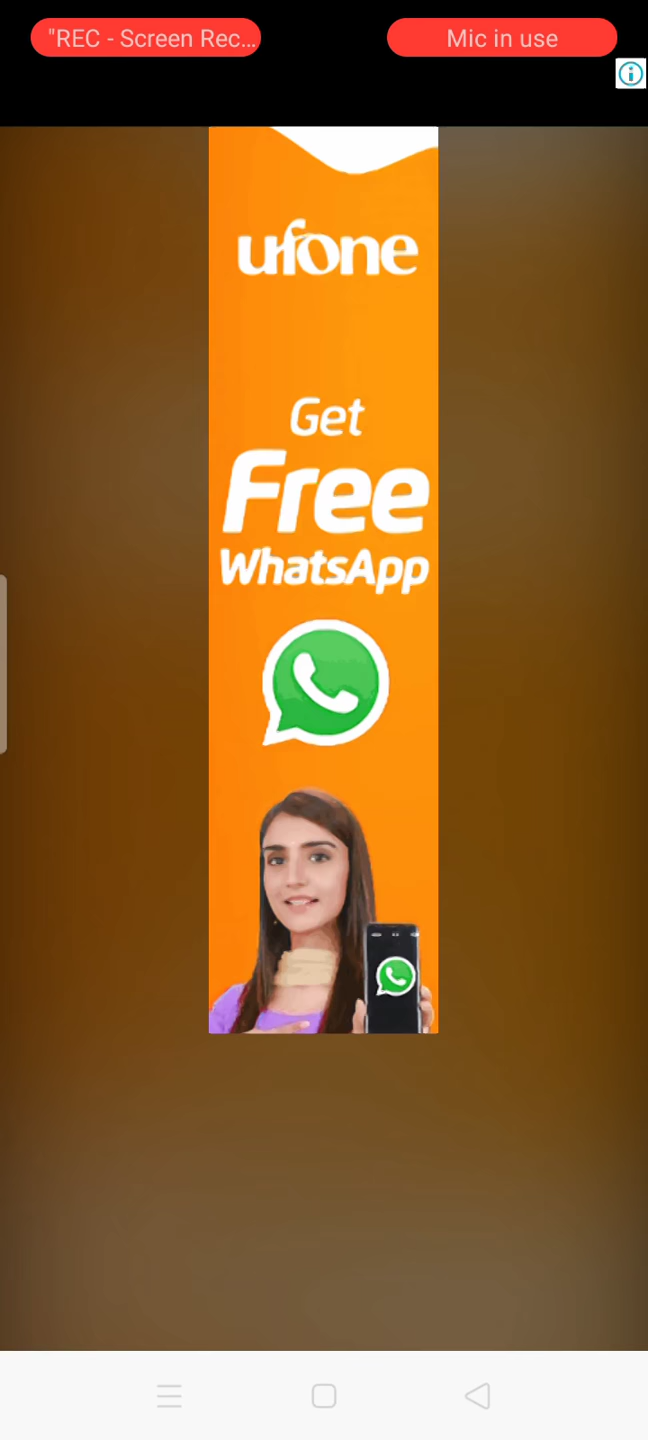 "REC - Screen Rec...
Mic in use
ufone
Get
Free
WhatsApp